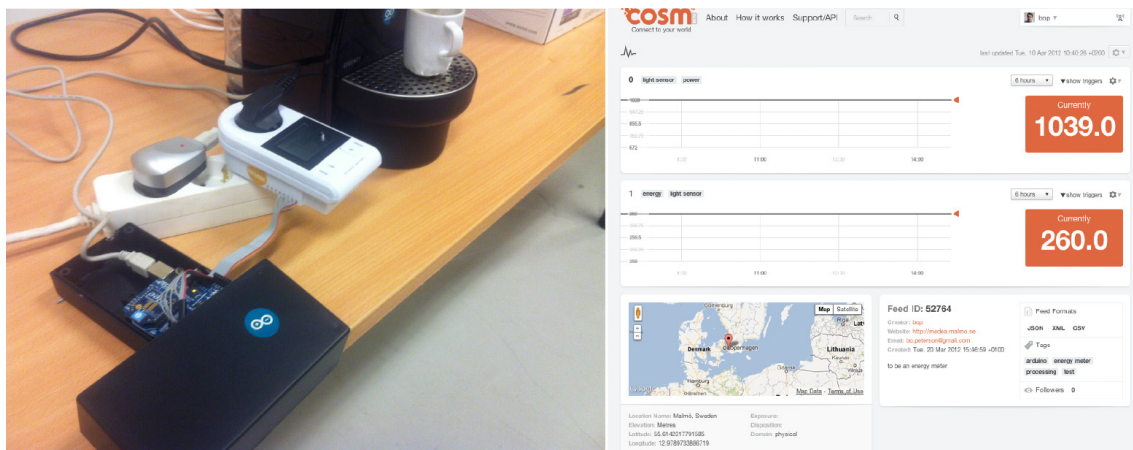 cosm
Connect to your world
About How it works Support/API Search
bop
last updated Tue, 10 Apr 2012 10:40:26 +0200
0 light sensor power
6 hours show triggers
Currently
1039.0
672
11:00
14:00
1 energy light sensor
6 hours show triggers
Currently
260.0
11:00
14:00
Map Satellite
Denmark
Copenhagen
Lithuania
Hamburg
Map Data - Terms of Use
Location Name: Malmö, Sweden
Elevation: Metres
Latitude: 55.6142017791585
Longitude: 12.9789733886719
Exposure:
Disposition:
Domain: physical
Feed ID: 52764
Creator: bop
Website: http://medea.malmo.se
Email: bo.peterson@gmail.com
Created: Tue, 20 Mar 2012 15:46:59 +0100
to be an energy meter
Feed Formats
JSON XML CSV
Tags
arduino energy meter
processing test
Followers 0